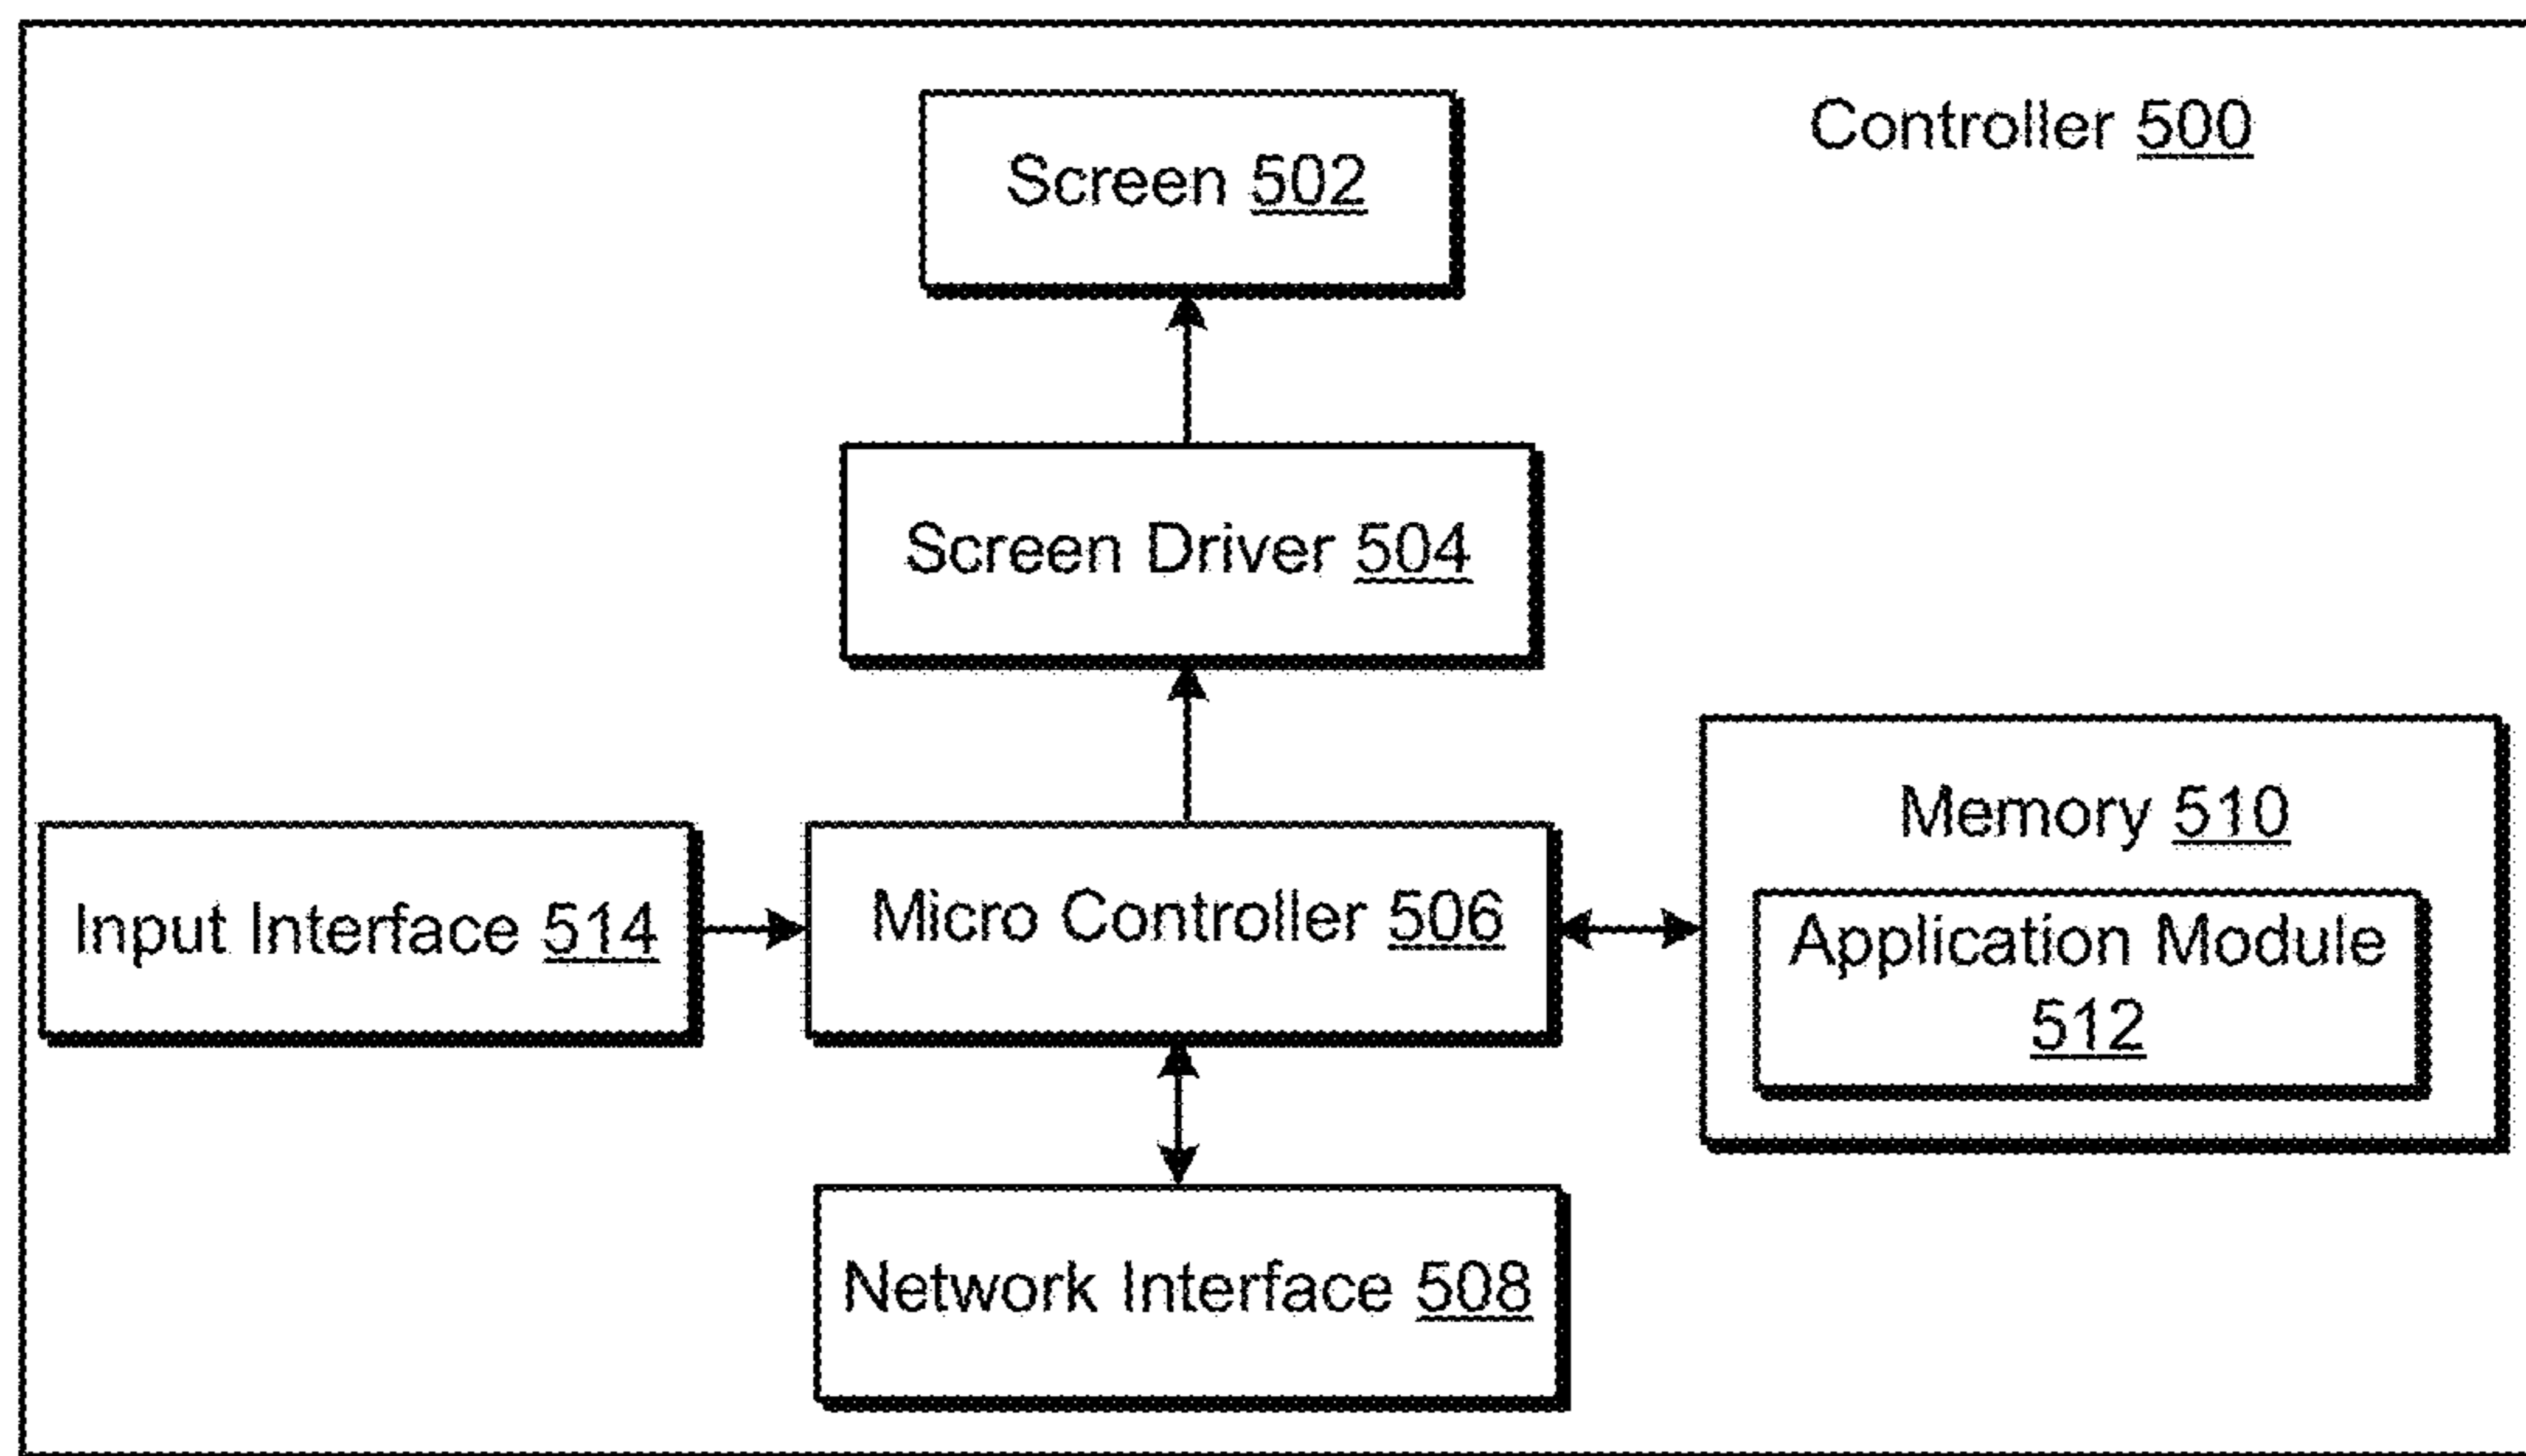 Controller 500
Screen 502
Screen Driver 504
Memory 510
Input Interface 514
Micro Controller 506
Application Module
512
Network Interface 508